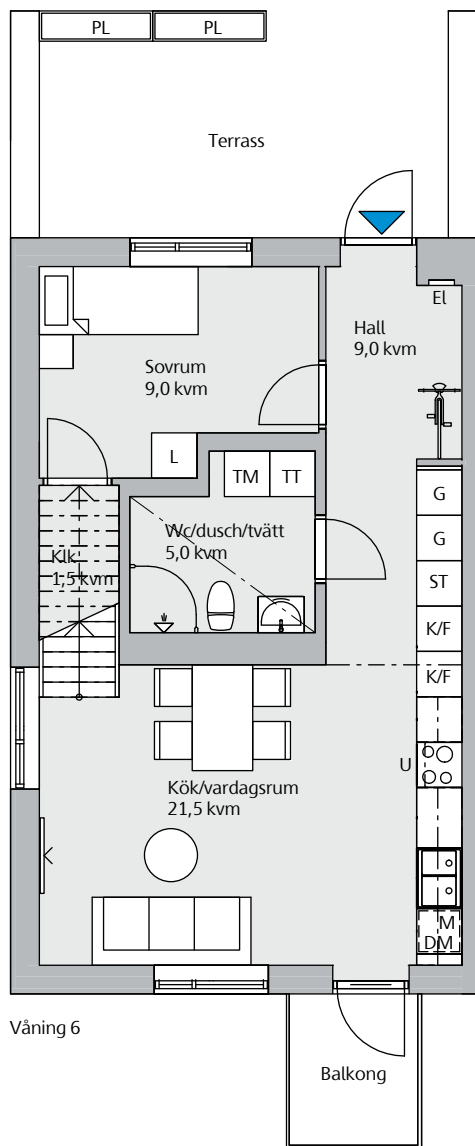 PL
PL
Terrass
El
Hall
9,0 kvm
Sovrum
9,0 kvm
L
TM
TT
G
G
ST
K/F
K/F
Wc/dusch/tvätt
5,0 kvm
Klk
1,5 kvm
U
Kök/vardagsrum
21,5 kvm
M
DM
Våning 6
Balkong